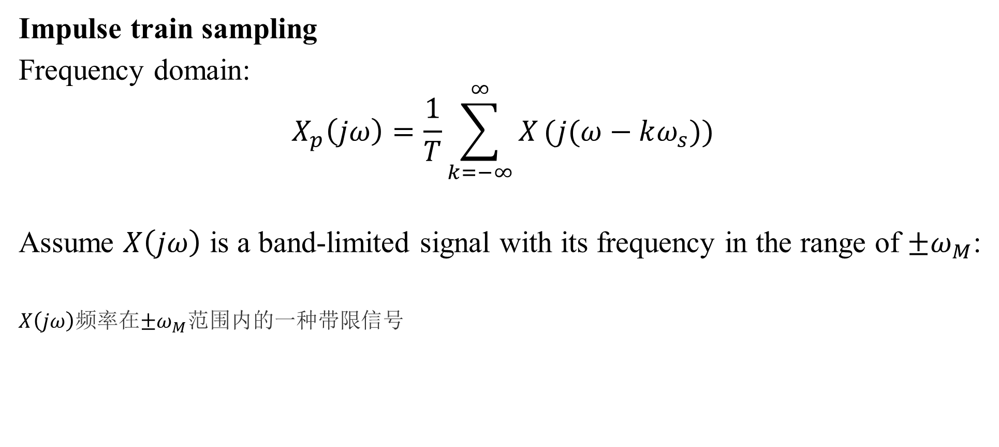 Impulse train sampling
Frequency domain:
$X_p(j\omega) = \frac{1}{T} \sum_{k=-\infty}^{\infty} X(j(\omega - k\omega_s))$
Assume $X(j\omega)$ is a band-limited signal with its frequency in the range of $\pm\omega_M$:
$X(j\omega)$频率在$\pm\omega_M$范围内的一种带限信号